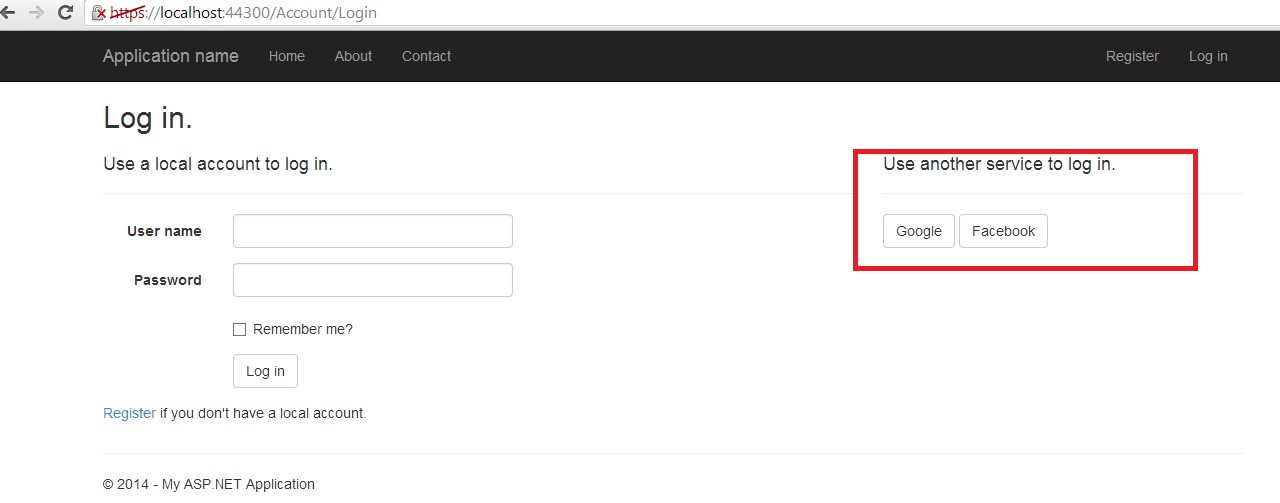 https://localhost:44300/Account/Login
Application name Home About Contact Register Log in
Log in.
Use a local account to log in.
Use another service to log in.
User name
Google Facebook
Password
Remember me?
Log in
Register if you don't have a local account.
© 2014 - My ASP.NET Application